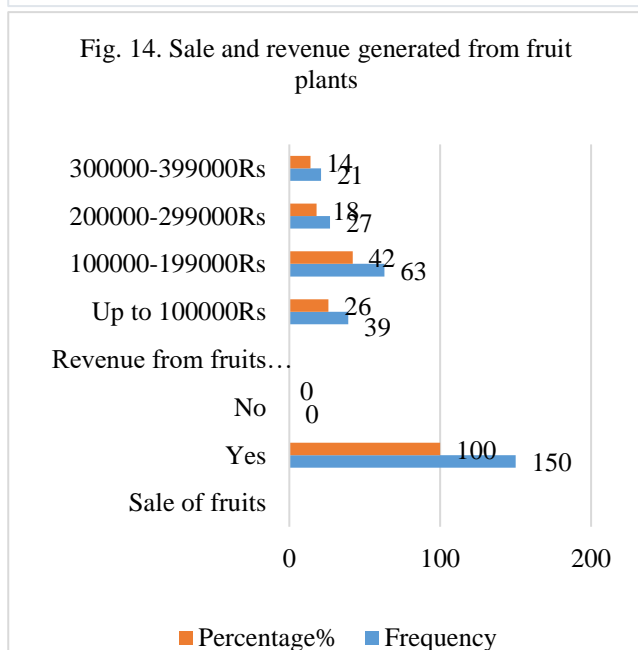 Fig. 14. Sale and revenue generated from fruit
plants
300000-399000Rs
14
21
200000-299000Rs
18
27
100000-199000Rs
42
63
Up to 100000Rs
26
39
Revenue from fruits…
No
0
0
Yes
100
150
Sale of fruits
0 100 200
Percentage% Frequency